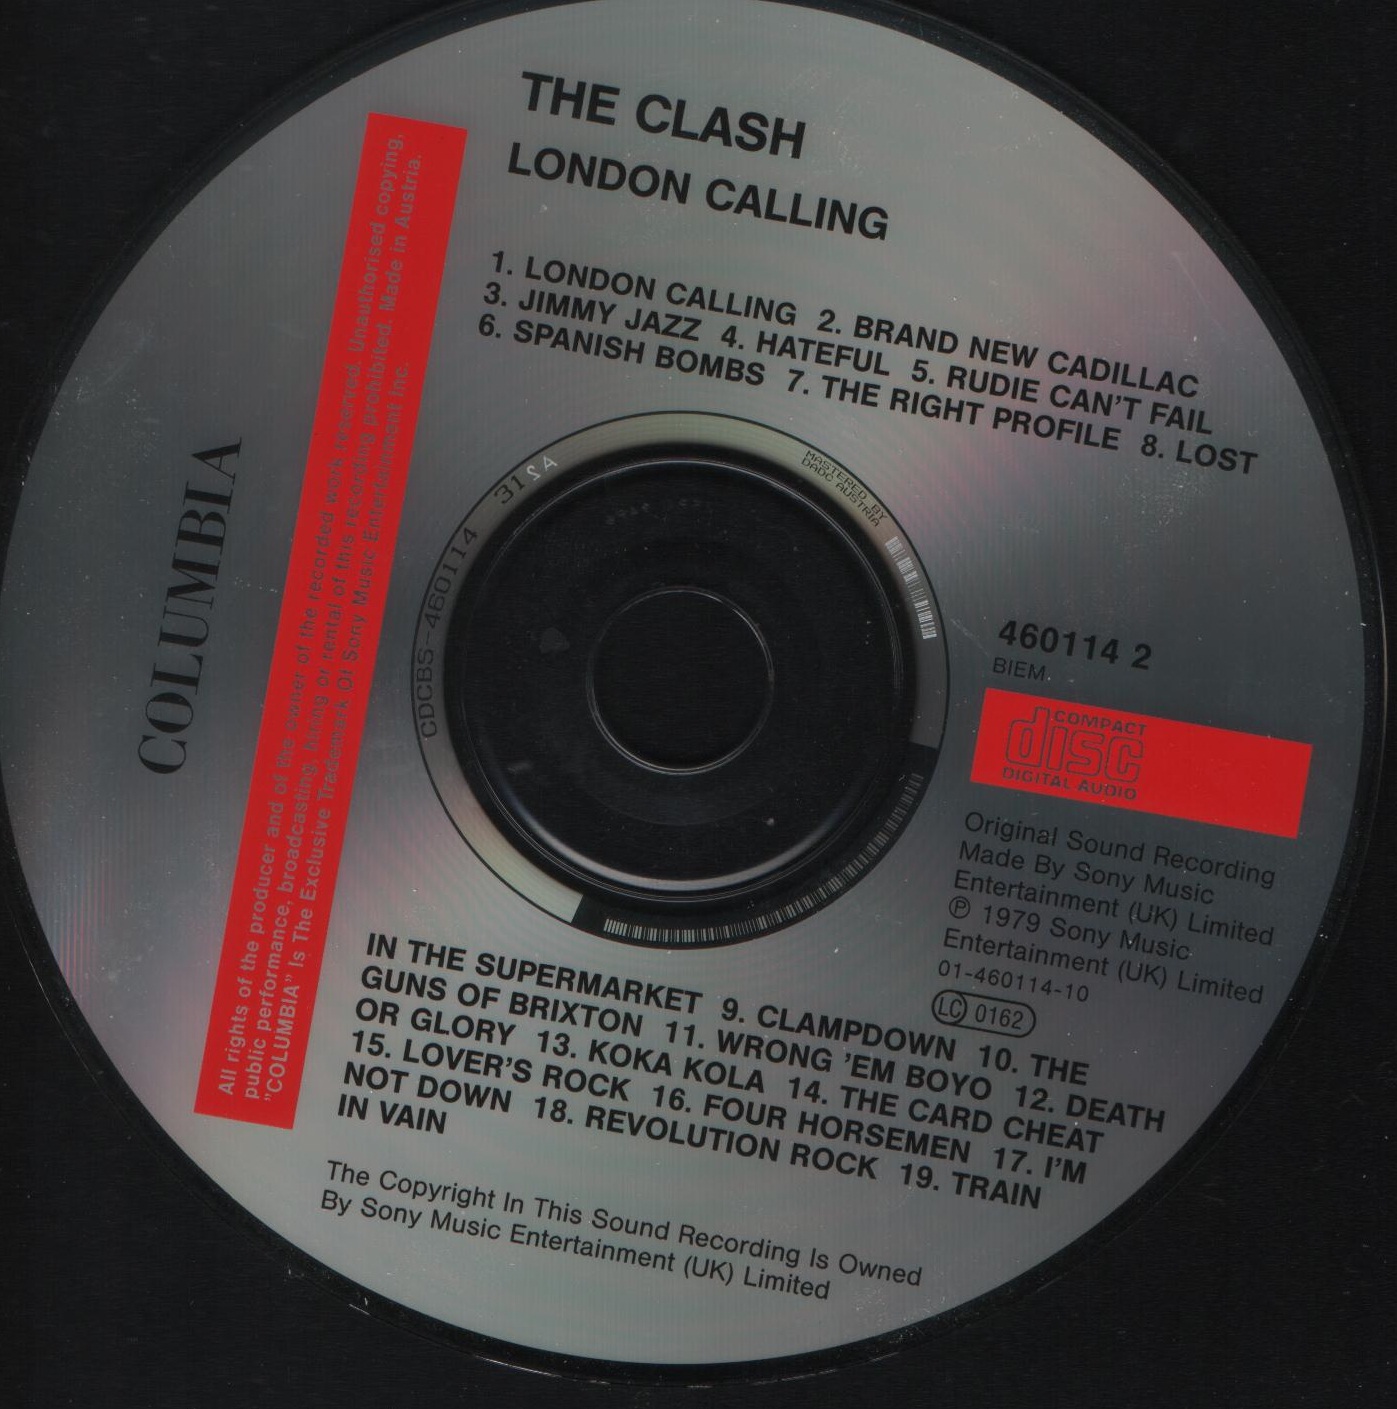 THE CLASH
LONDON CALLING
1. LONDON CALLING 2. BRAND NEW CADILLAC
3. JIMMY JAZZ 4. HATEFUL 5. RUDIE CAN'T FAIL
6. SPANISH BOMBS 7. THE RIGHT PROFILE 8. LOST
COLUMBIA
All rights of the producer and of the owner of the recorded work reserved. Unauthorised copying,
public performance, broadcasting, hiring or rental of this recording prohibited. Made in Austria.
"COLUMBIA" Is The Exclusive Trademark Of Sony Music Entertainment Inc.
CDCBS-460114 31
A2
MASTERED BY
DADC AUSTRIA
460114 2
BIEM
COMPACT
disc
DIGITAL AUDIO
Original Sound Recording
Made By Sony Music
Entertainment (UK) Limited
℗ 1979 Sony Music
Entertainment (UK) Limited
01-460114-10
LC 0162
IN THE SUPERMARKET 9. CLAMPDOWN 10. THE
GUNS OF BRIXTON 11. WRONG 'EM BOYO 12. DEATH
OR GLORY 13. KOKA KOLA 14. THE CARD CHEAT
15. LOVER'S ROCK 16. FOUR HORSEMEN 17. I'M
NOT DOWN 18. REVOLUTION ROCK 19. TRAIN
IN VAIN
The Copyright In This Sound Recording Is Owned
By Sony Music Entertainment (UK) Limited